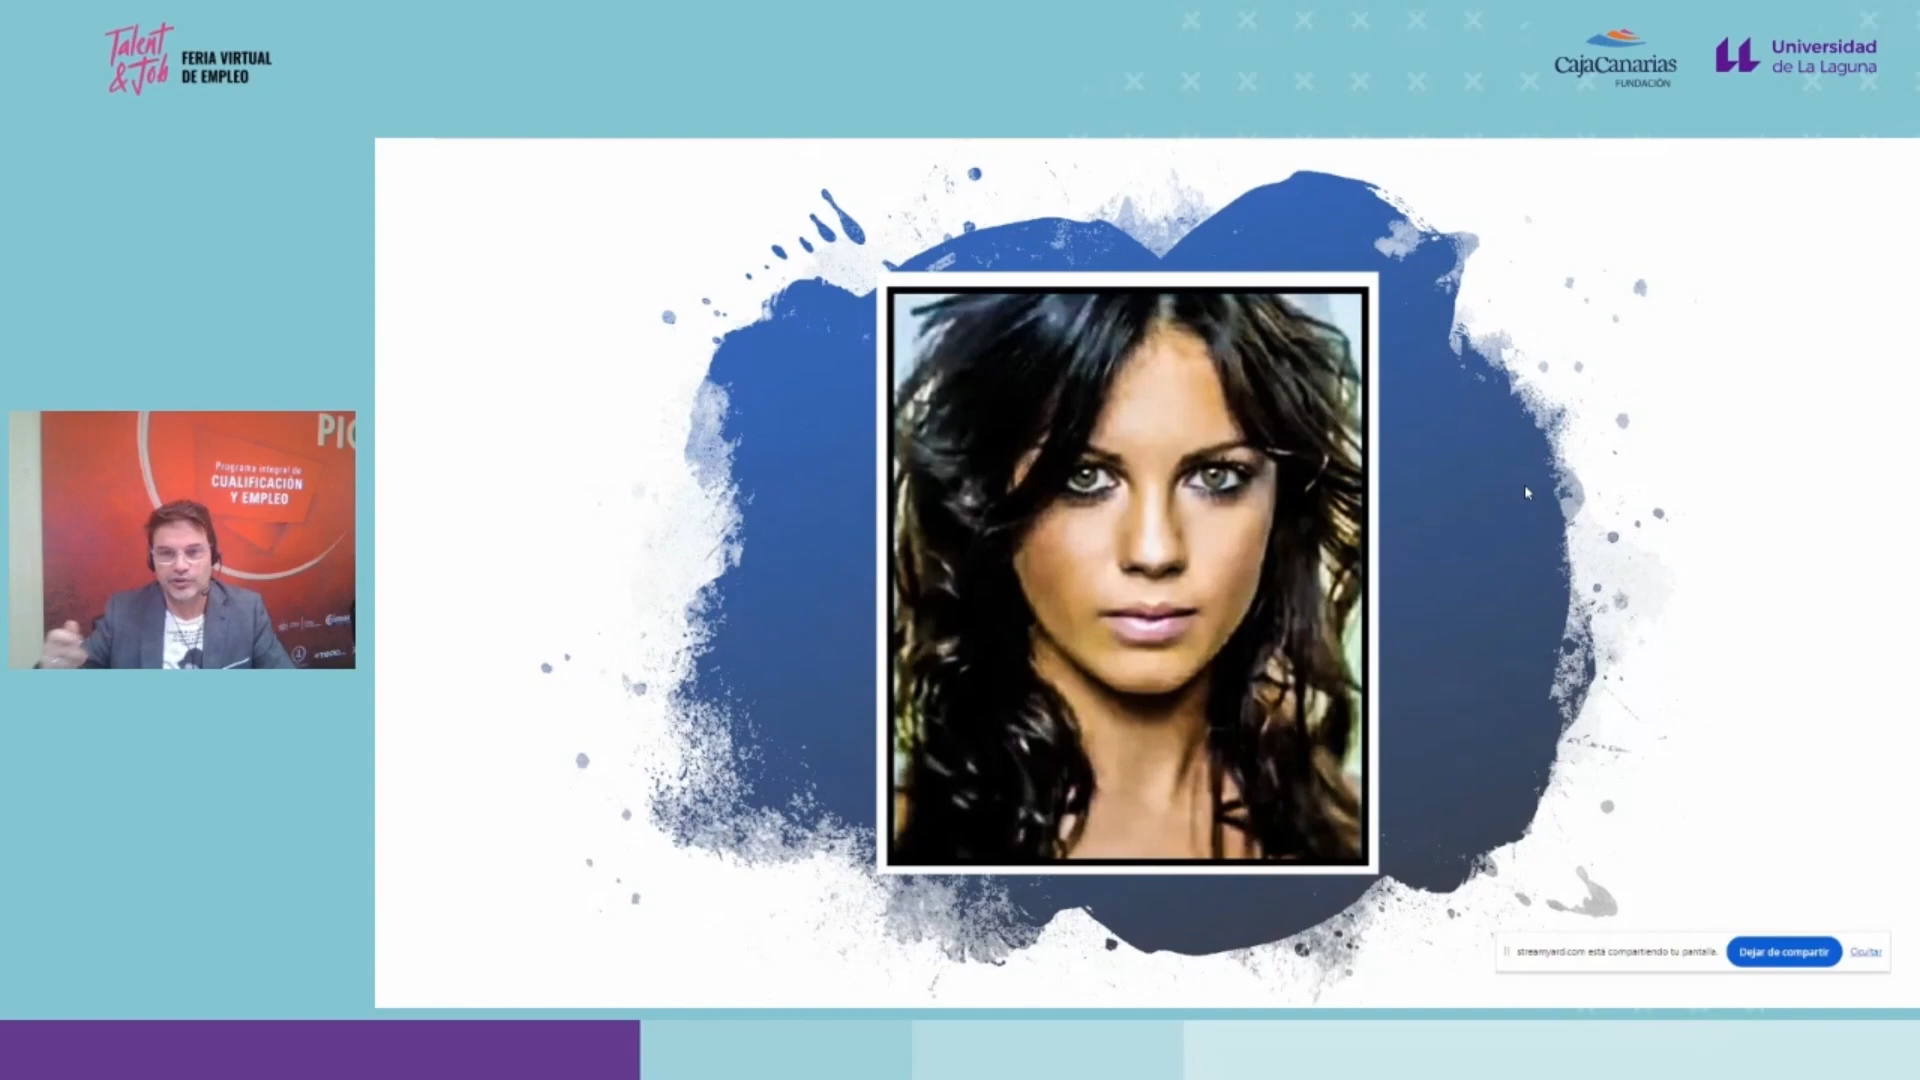 Talent
& Job
FERIA VIRTUAL
DE EMPLEO
CajaCanarias
FUNDACIÓN
Universidad
de La Laguna
Programa integral de
CUALIFICACIÓN
Y EMPLEO
streamyard.com está compartiendo tu pantalla.
Dejar de compartir
Ocultar